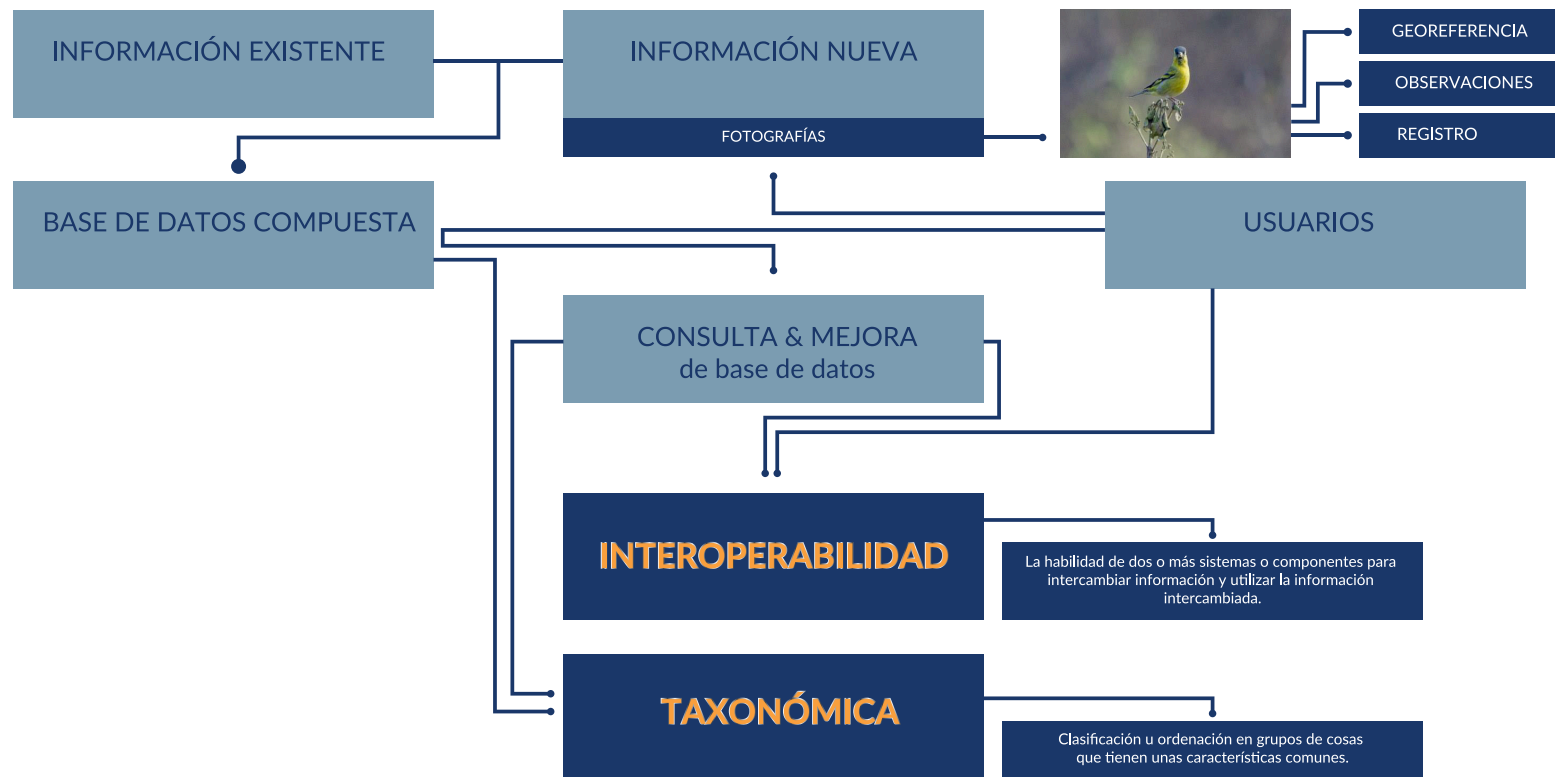 INFORMACIÓN EXISTENTE
INFORMACIÓN NUEVA
FOTOGRAFÍAS
GEOREFERENCIA
OBSERVACIONES
REGISTRO
BASE DE DATOS COMPUESTA
USUARIOS
CONSULTA & MEJORA
de base de datos
INTEROPERABILIDAD
La habilidad de dos o más sistemas o componentes para
intercambiar información y utilizar la información
intercambiada.
TAXONÓMICA
Clasificación u ordenación en grupos de cosas
que tienen unas características comunes.